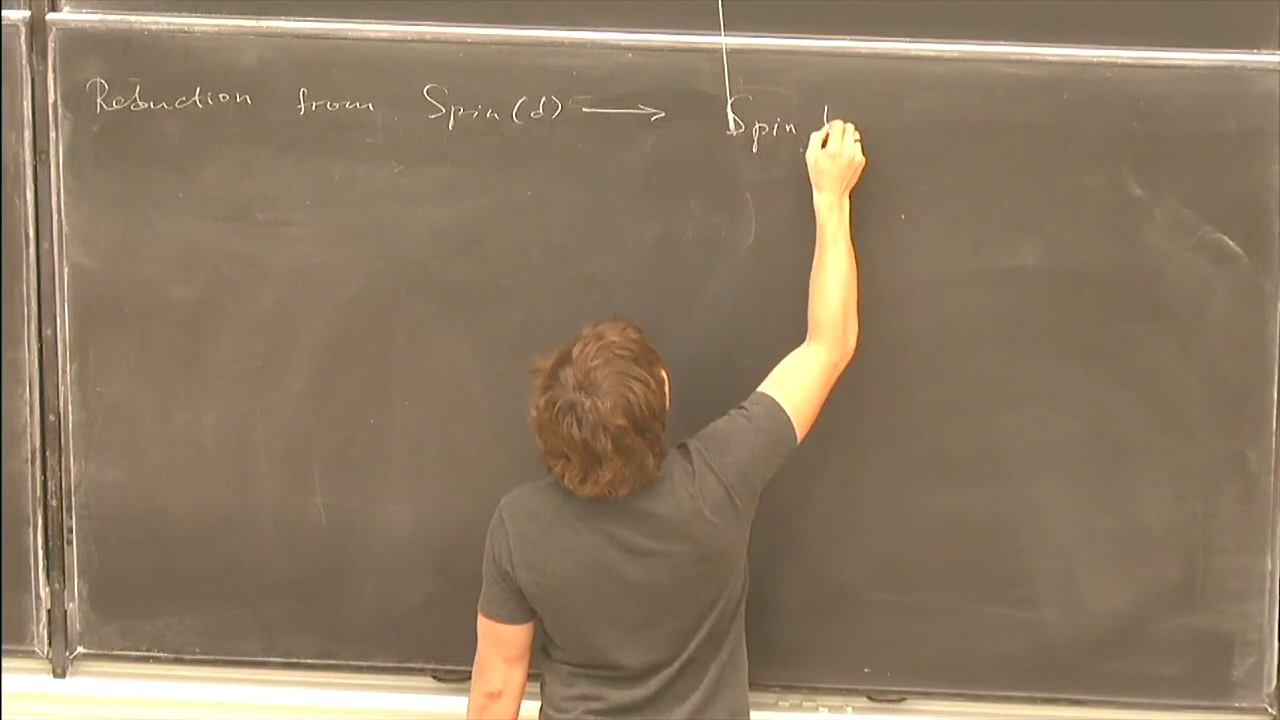 Reduction from Spin(d) → Spin